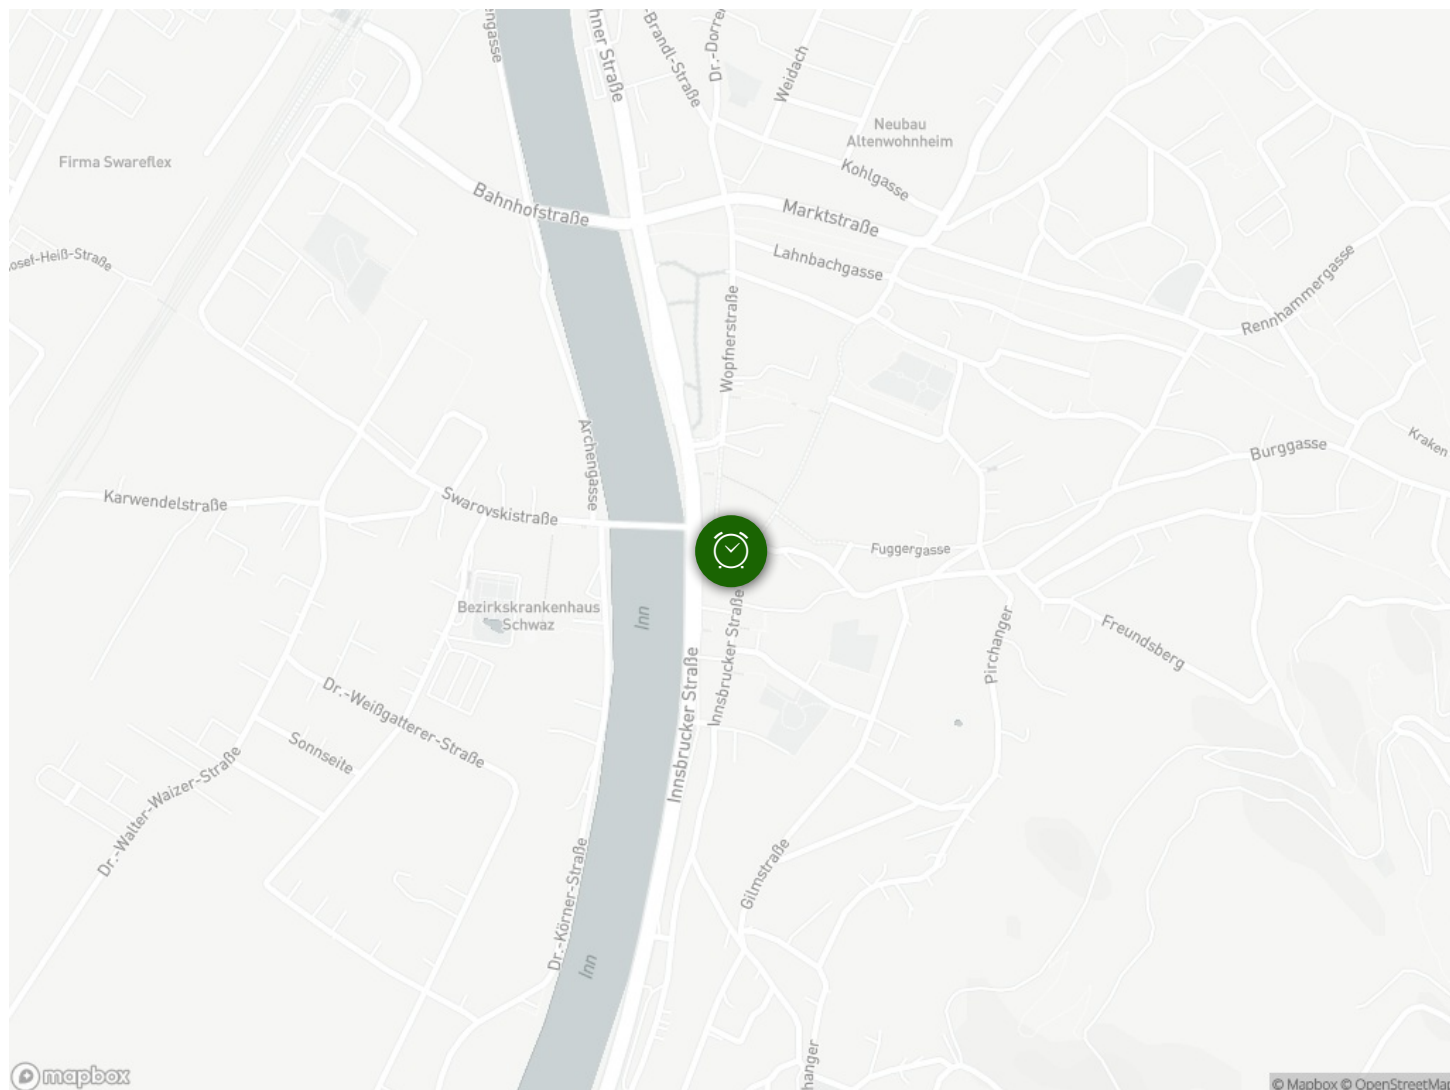 engasse
hner Straße
-Brandl-Straße
Dr.-Dorre
Weidach
Neubau
Altenwohnheim
Firma Swareflex
Kohlgasse
Bahnhofstraße
Marktstraße
Lahnbachgasse
osef-Heiß-Straße
Rennhammergasse
Wopfnerstraße
Archengasse
Burggasse
Kraken
Karwendelstraße
Swarovskistraße
Fuggergasse
Bezirkskrankenhaus
Schwaz
Inn
Innsbrucker Straße
Innsbrucker Straße
Pirchanger
Freundsberg
Dr.-Weißgatterer-Straße
Sonnseite
Dr.-Walter-Waizer-Straße
Dr.-Körner-Straße
Gilmstraße
Inn
hanger
mapbox
© Mapbox © OpenStreetMap